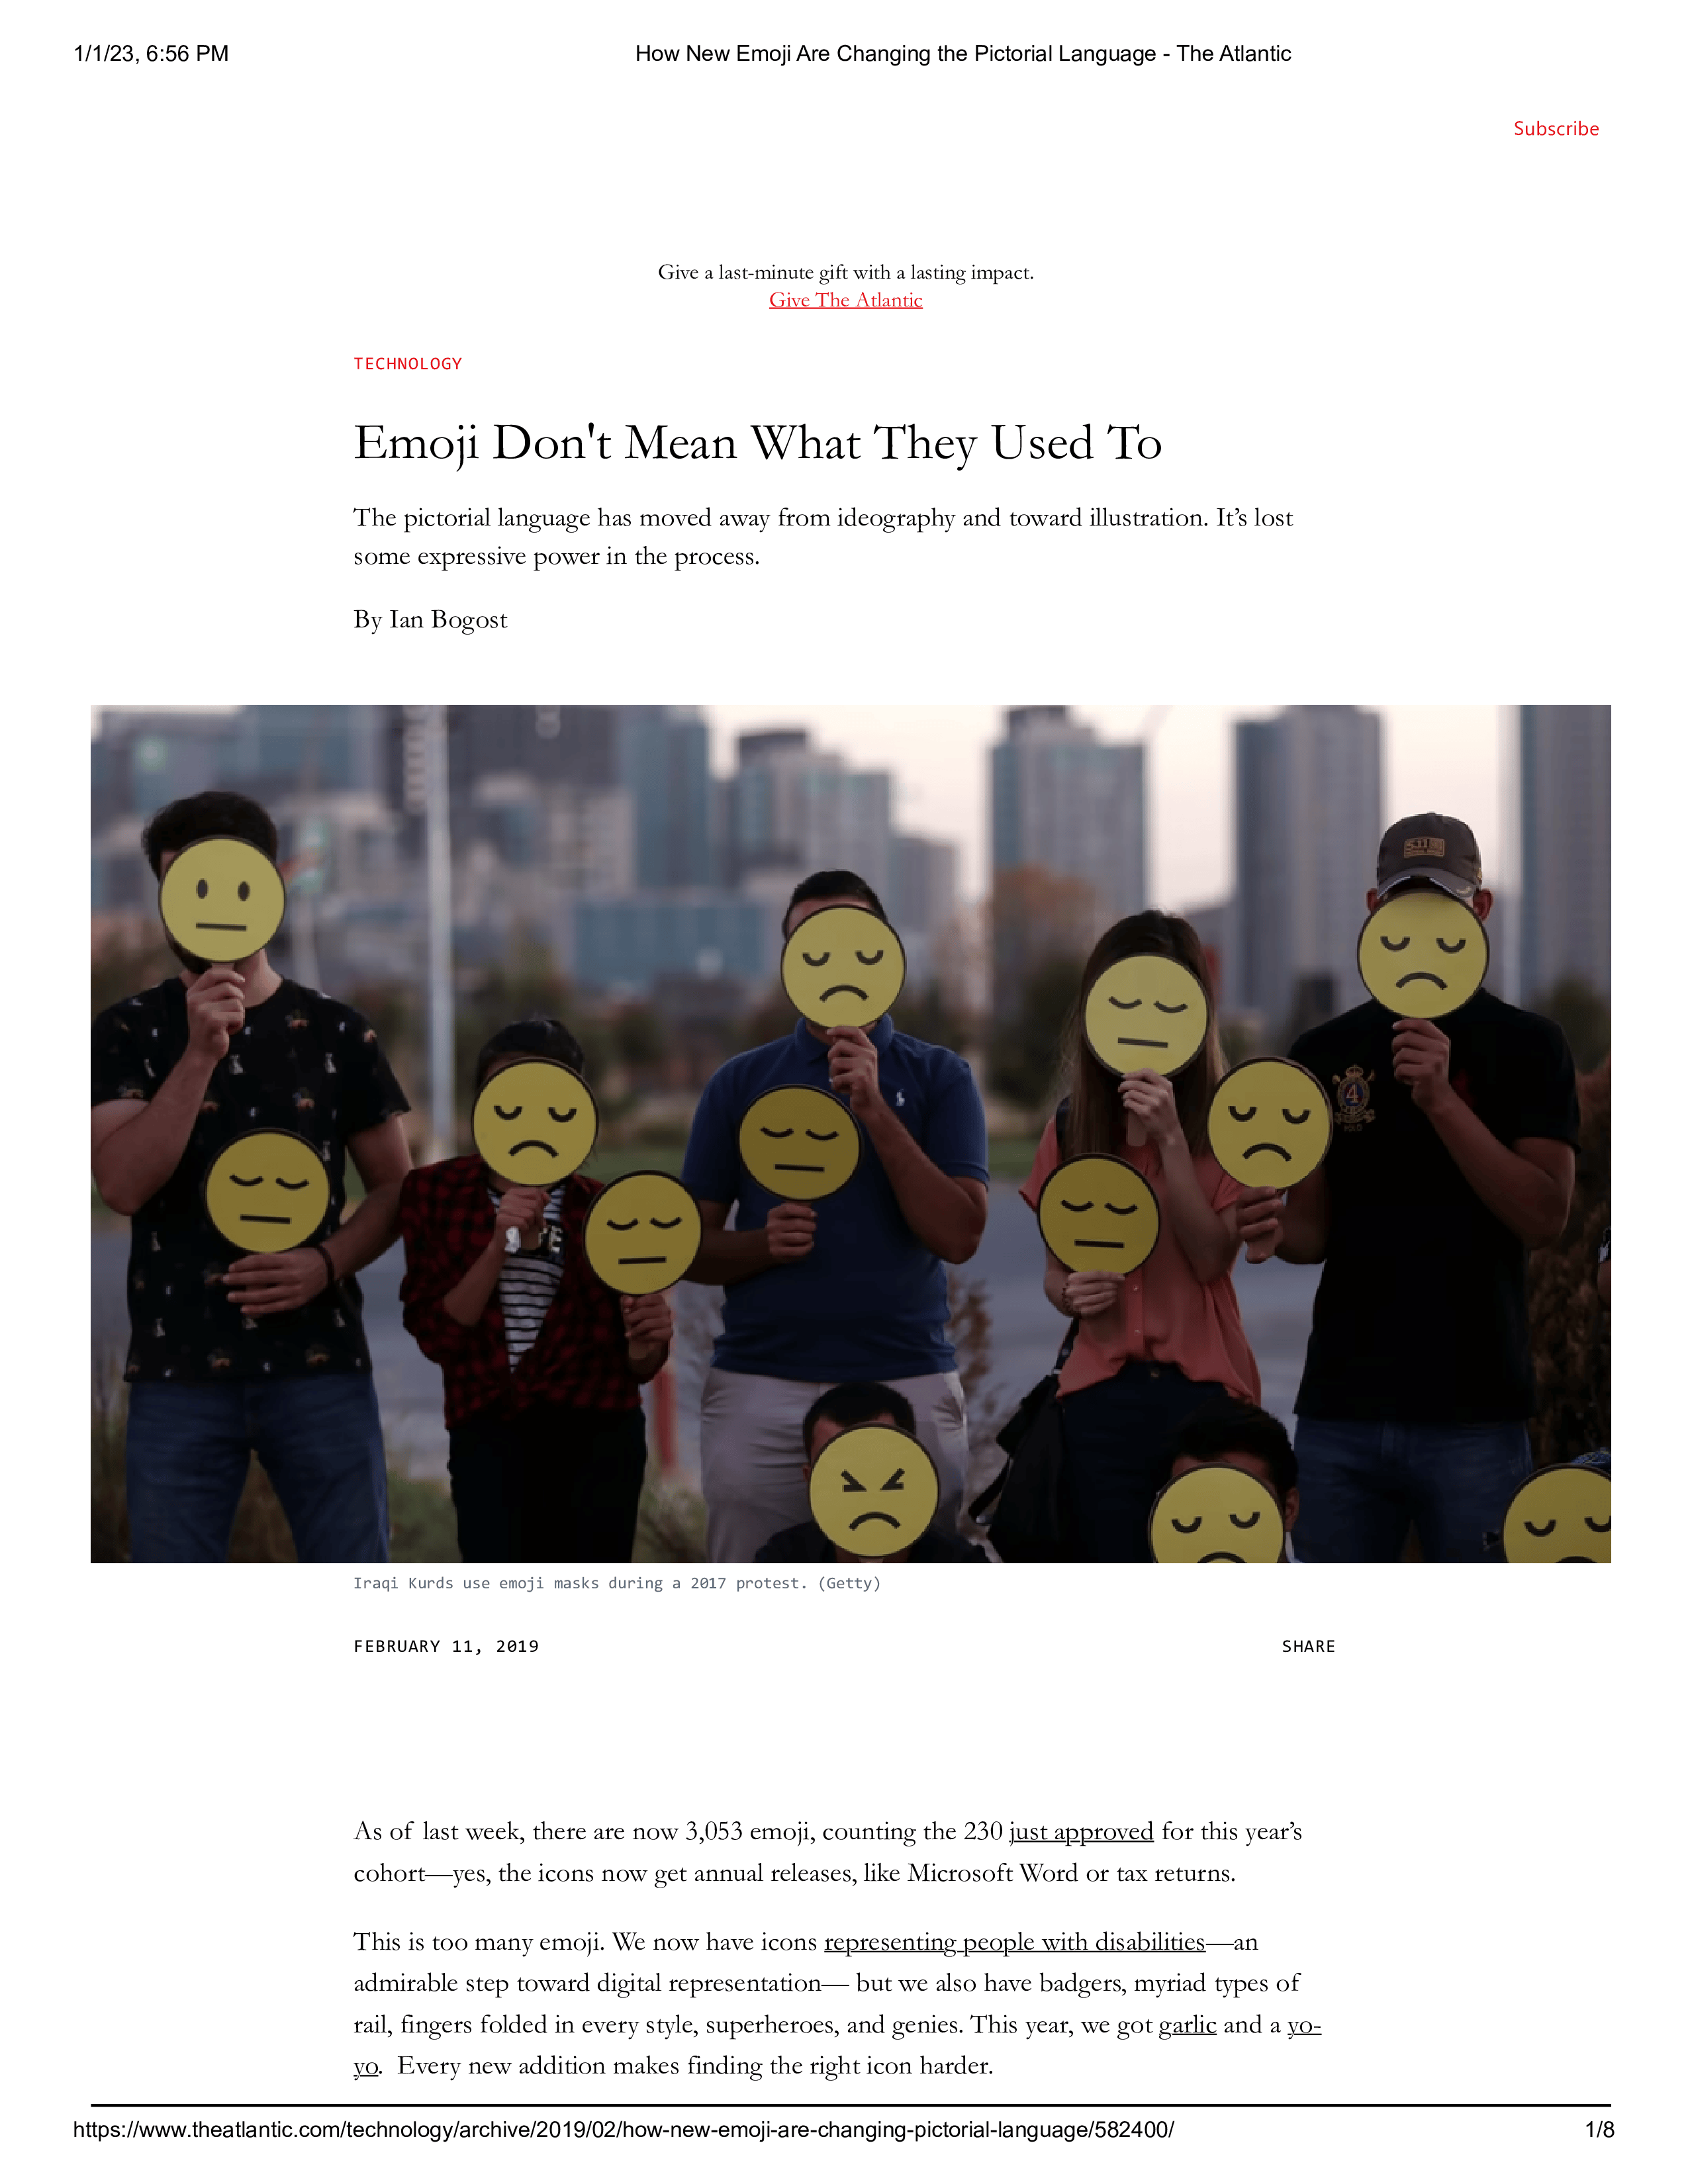 1/1/23, 6:56 PM How New Emoji Are Changing the Pictorial Language - The Atlantic
Subscribe
Give a last-minute gift with a lasting impact.
Give The Atlantic
TECHNOLOGY
Emoji Don't Mean What They Used To
The pictorial language has moved away from ideography and toward illustration. It’s lost
some expressive power in the process.
By Ian Bogost
5.11
4
POLO
Iraqi Kurds use emoji masks during a 2017 protest. (Getty)
FEBRUARY 11, 2019 SHARE
As of last week, there are now 3,053 emoji, counting the 230 just approved for this year’s
cohort—yes, the icons now get annual releases, like Microsoft Word or tax returns.
This is too many emoji. We now have icons representing people with disabilities—an
admirable step toward digital representation— but we also have badgers, myriad types of
rail, fingers folded in every style, superheroes, and genies. This year, we got garlic and a yo-
yo.  Every new addition makes finding the right icon harder.
https://www.theatlantic.com/technology/archive/2019/02/how-new-emoji-are-changing-pictorial-language/582400/ 1/8